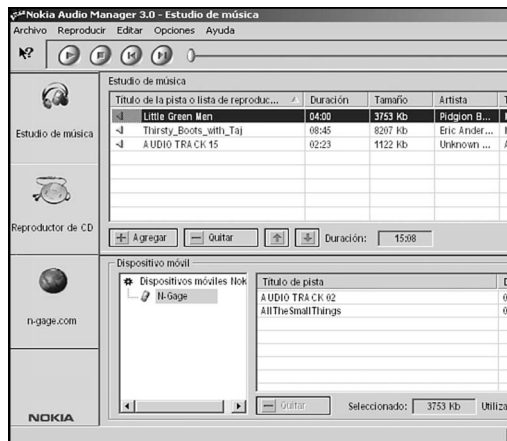 Nokia Audio Manager 3.0 - Estudio de música
Archivo Reproducir Editar Opciones Ayuda
Estudio de música
Título de la pista o lista de reproduc... Duración Tamaño Artista
Little Green Men 04:00 3753 Kb Pidgion B...
Thirsty_Boots_with_Taj 08:45 8207 Kb Eric Ander...
AUDIO TRACK 15 02:23 1122 Kb Unknown ...
Agregar Quitar Duración: 15:08
Estudio de música
Reproductor de CD
n-gage.com
NOKIA
Dispositivo móvil
Dispositivos móviles Nok
N-Gage
Título de pista
AUDIO TRACK 02
AllTheSmallThings
Quitar Seleccionado: 3753 Kb Utiliza